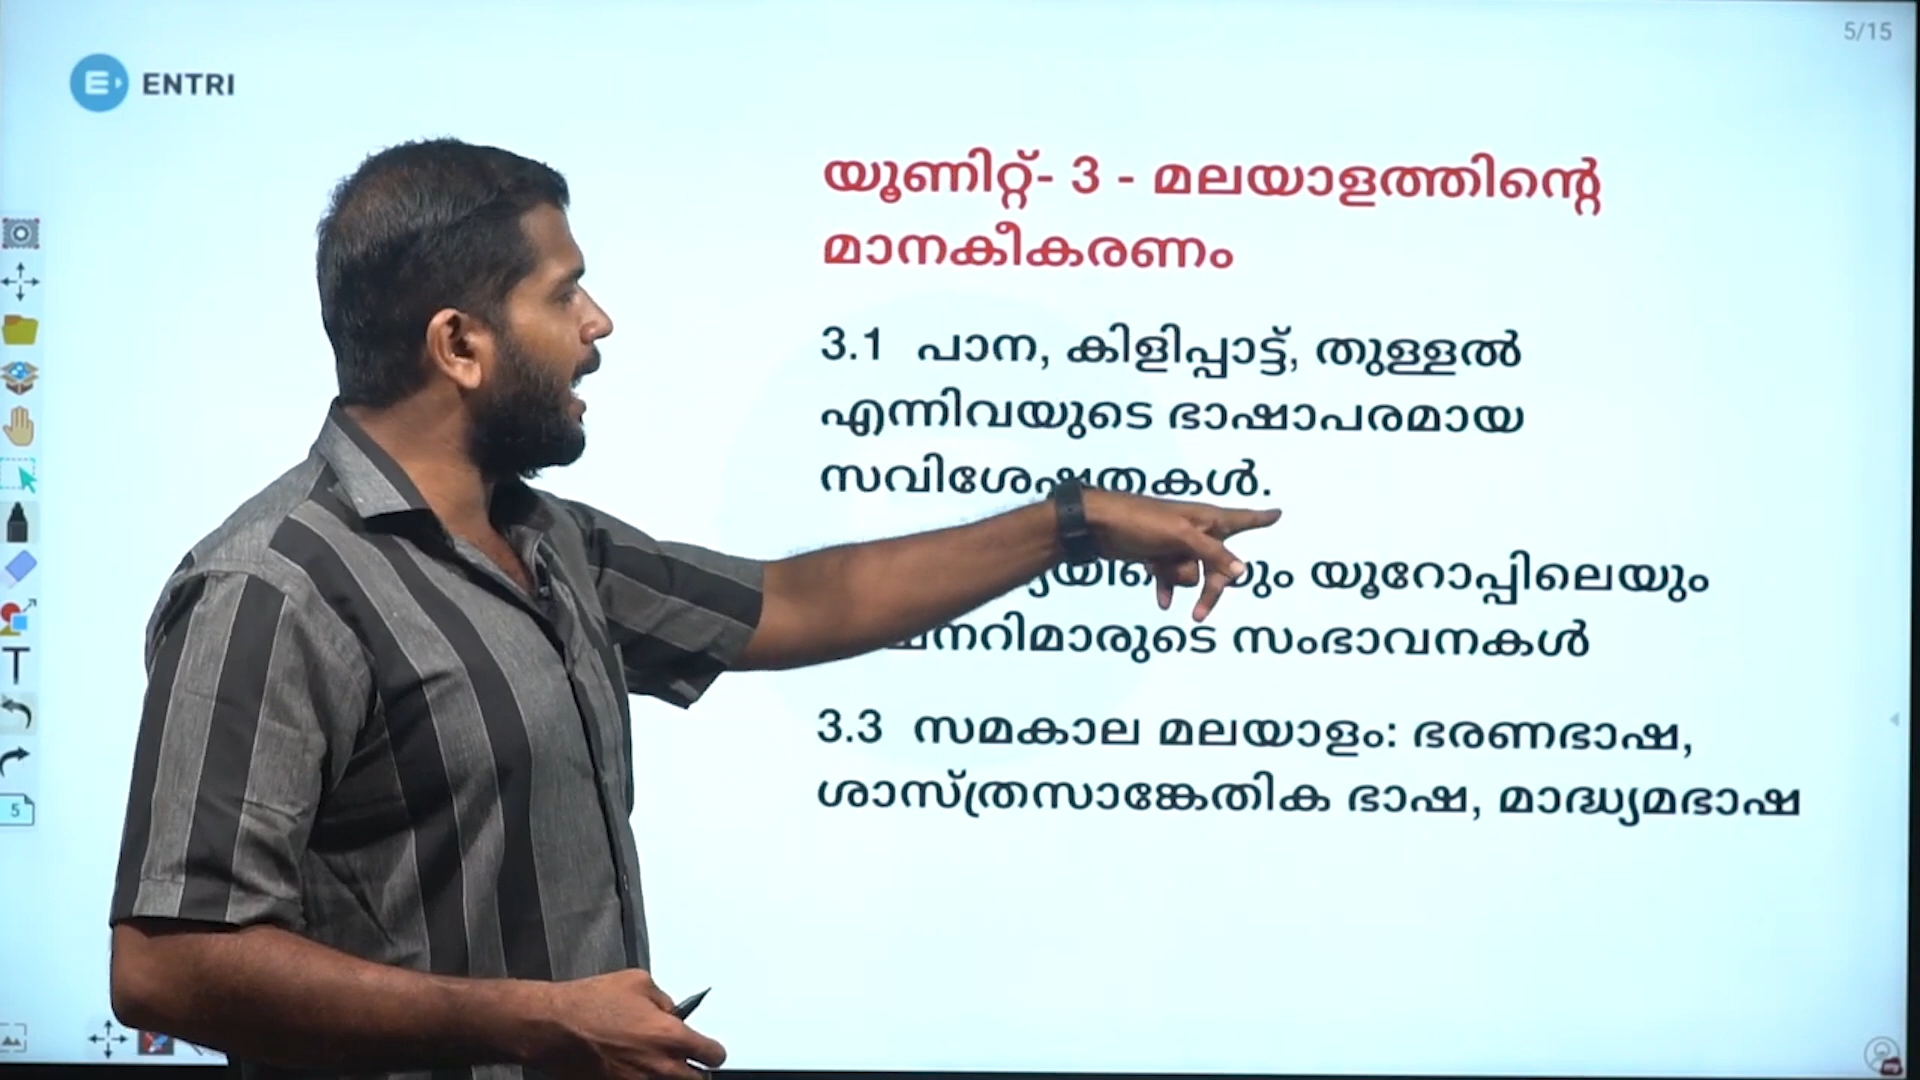 5/15
ENTRI
യൂണിറ്റ്- 3 - മലയാളത്തിന്റെ
മാനകീകരണം
3.1 പാന, കിളിപ്പാട്ട്, തുള്ളൽ
എന്നിവയുടെ ഭാഷാപരമായ
സവിശേഷതകൾ.
യൂറോപ്പിലെയും
സംഭാവനകൾ
3.3 സമകാല മലയാളം: ഭരണഭാഷ,
ശാസ്ത്രസാങ്കേതിക ഭാഷ, മാദ്ധ്യമഭാഷ
T
5